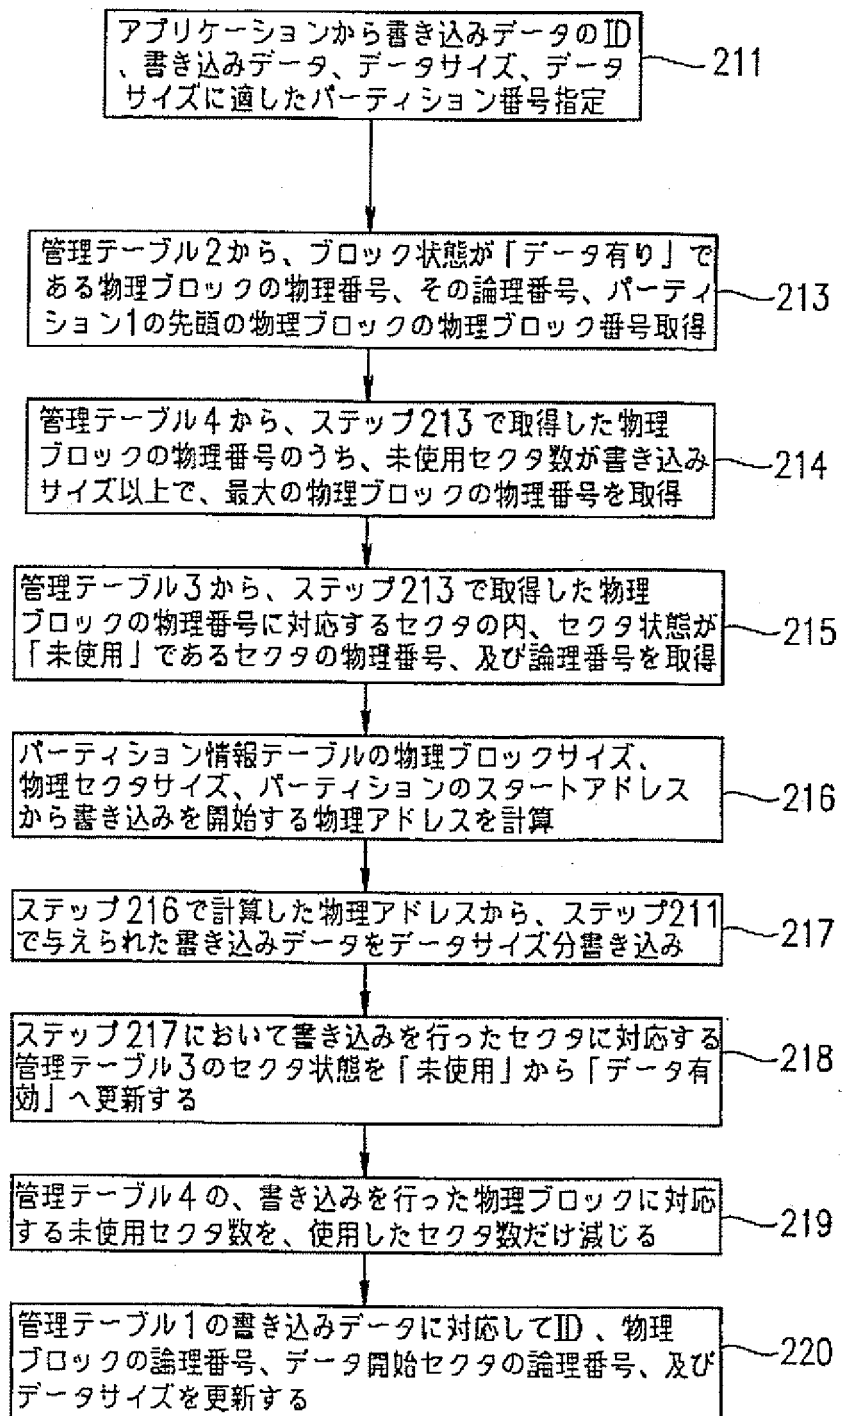 アプリケーションから書き込みデータのID
、書き込みデータ、データサイズ、データ
サイズに適したパーティション番号指定
211
管理テーブル2から、ブロック状態が「データ有り」で
ある物理ブロックの物理番号、その論理番号、パーティ
ション1の先頭の物理ブロックの物理ブロック番号取得
213
管理テーブル4から、ステップ213で取得した物理
ブロックの物理番号のうち、未使用セクタ数が書き込み
サイズ以上で、最大の物理ブロックの物理番号を取得
214
管理テーブル3から、ステップ213で取得した物理
ブロックの物理番号に対応するセクタの内、セクタ状態が
「未使用」であるセクタの物理番号、及び論理番号を取得
215
パーティション情報テーブルの物理ブロックサイズ、
物理セクタサイズ、パーティションのスタートアドレス
から書き込みを開始する物理アドレスを計算
216
ステップ216で計算した物理アドレスから、ステップ211
で与えられた書き込みデータをデータサイズ分書き込み
217
ステップ217において書き込みを行ったセクタに対応する
管理テーブル3のセクタ状態を「未使用」から「データ有
効」へ更新する
218
管理テーブル4の、書き込みを行った物理ブロックに対応
する未使用セクタ数を、使用したセクタ数だけ減じる
219
管理テーブル1の書き込みデータに対応してID、物理
ブロックの論理番号、データ開始セクタの論理番号、及び
データサイズを更新する
220